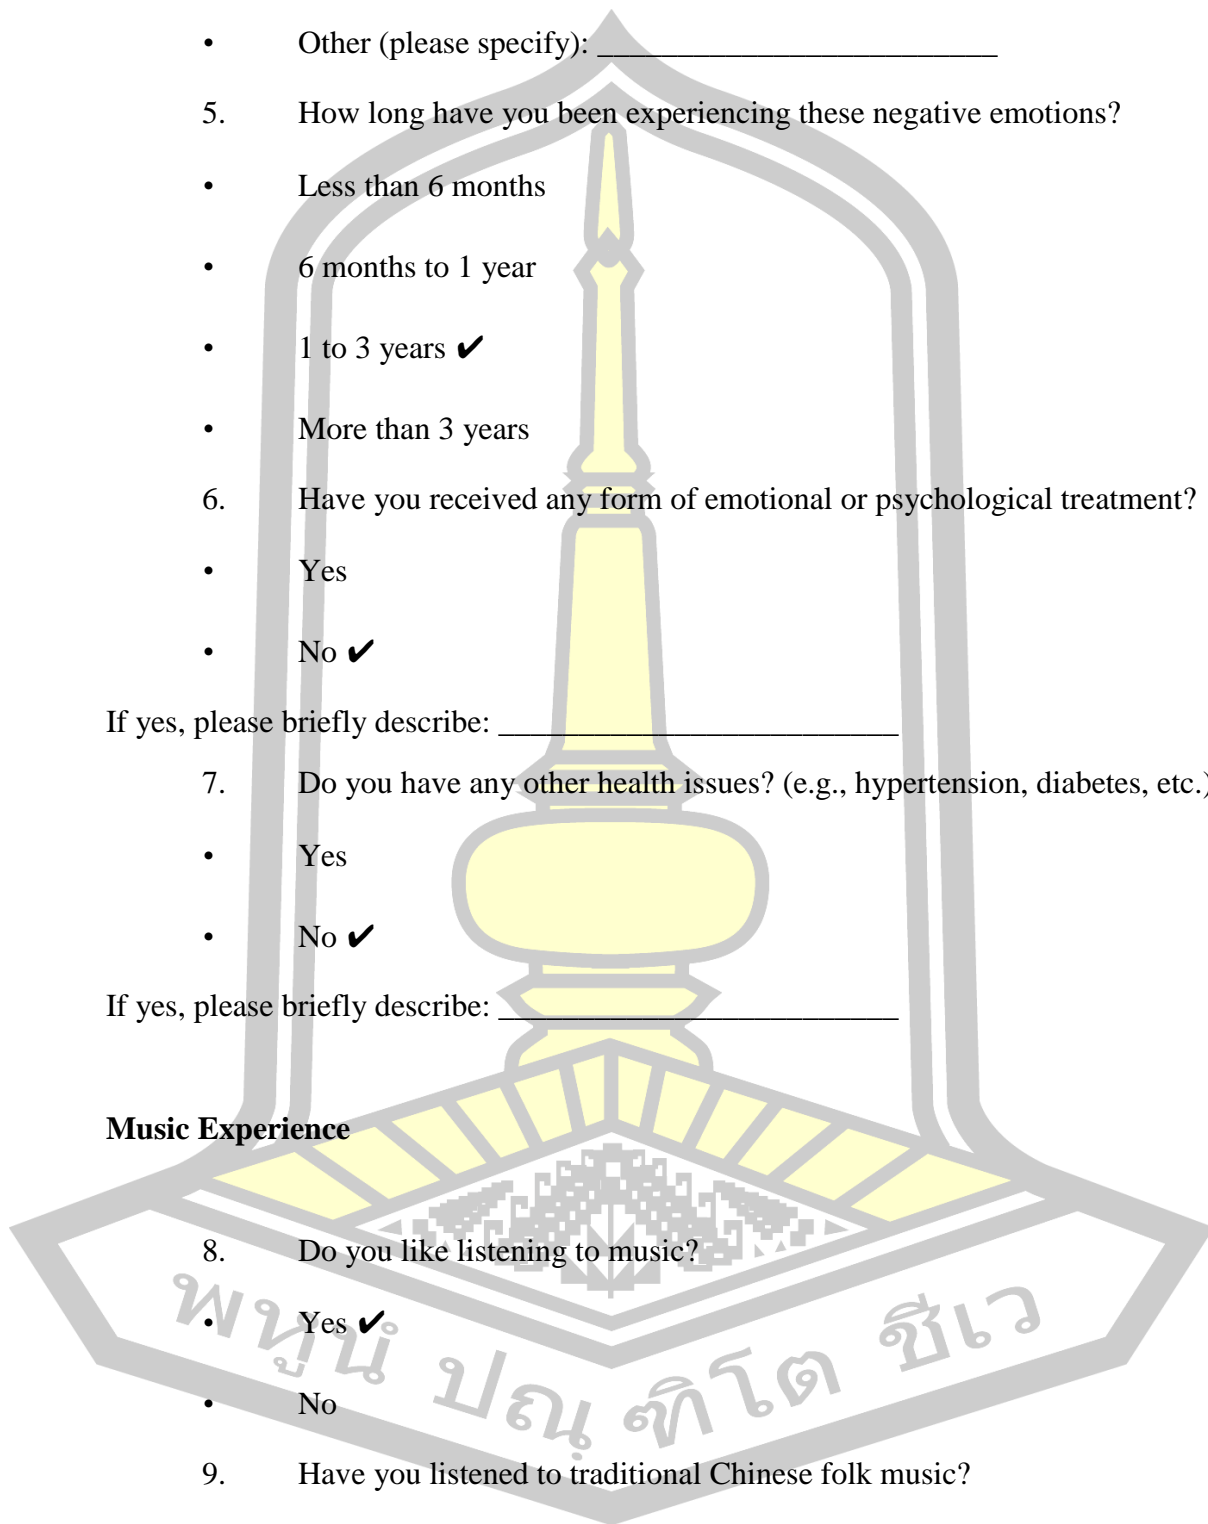 • Other (please specify): _________________________
5. How long have you been experiencing these negative emotions?
• Less than 6 months
• 6 months to 1 year
• 1 to 3 years ✔
• More than 3 years
6. Have you received any form of emotional or psychological treatment?
• Yes
• No ✔
If yes, please briefly describe: _________________________
7. Do you have any other health issues? (e.g., hypertension, diabetes, etc.)
• Yes
• No ✔
If yes, please briefly describe: _________________________
Music Experience
8. Do you like listening to music?
• Yes ✔
• No
9. Have you listened to traditional Chinese folk music?
พหูนํ ปณฺ ฑิโต ชีเว